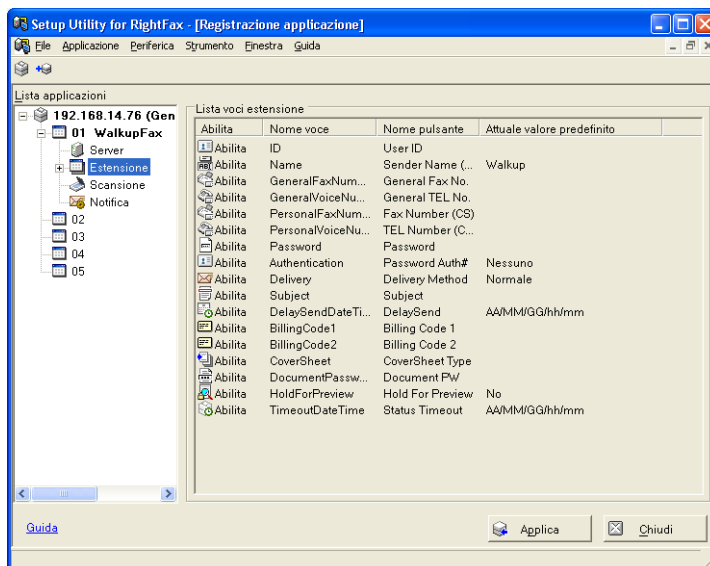 Setup Utility for RightFax - [Registrazione applicazione]
File Applicazione Periferica Strumento Finestra Guida
Lista applicazioni
192.168.14.76 (Gen
01 WalkupFax
Server
Estensione
Scansione
Notifica
02
03
04
05
Lista voci estensione
Abilita Nome voce Nome pulsante Attuale valore predefinito
Abilita ID User ID
Abilita Name Sender Name (... Walkup
Abilita GeneralFaxNum... General Fax No.
Abilita GeneralVoiceNu... General TEL No.
Abilita PersonalFaxNum... Fax Number (CS)
Abilita PersonalVoiceNu... TEL Number (C...
Abilita Password Password
Abilita Authentication Password Auth# Nessuno
Abilita Delivery Delivery Method Normale
Abilita Subject Subject
Abilita DelaySendDateTi... DelaySend AA/MM/GG/hh/mm
Abilita BillingCode1 Billing Code 1
Abilita BillingCode2 Billing Code 2
Abilita CoverSheet CoverSheet Type
Abilita DocumentPassw... Document PW
Abilita HoldForPreview Hold For Preview No
Abilita TimeoutDateTime Status Timeout AA/MM/GG/hh/mm
Guida
Applica
Chiudi